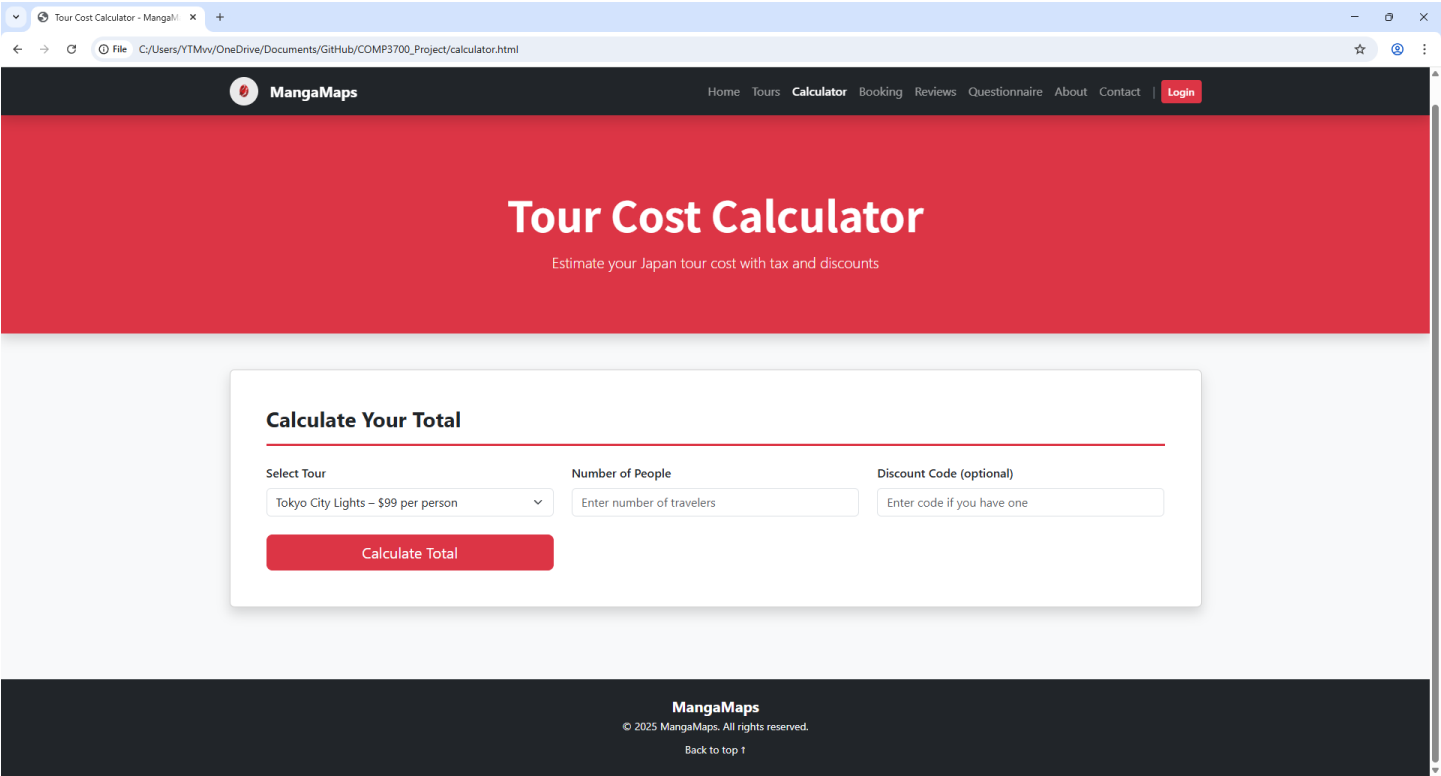 Tour Cost Calculator - MangaM
File
C:/Users/YTMvv/OneDrive/Documents/GitHub/COMP3700_Project/calculator.html
MangaMaps
Home Tours Calculator Booking Reviews Questionnaire About Contact | Login
Tour Cost Calculator
Estimate your Japan tour cost with tax and discounts
Calculate Your Total
Select Tour
Number of People
Discount Code (optional)
Tokyo City Lights – $99 per person
Enter number of travelers
Enter code if you have one
Calculate Total
MangaMaps
© 2025 MangaMaps. All rights reserved.
Back to top ↑